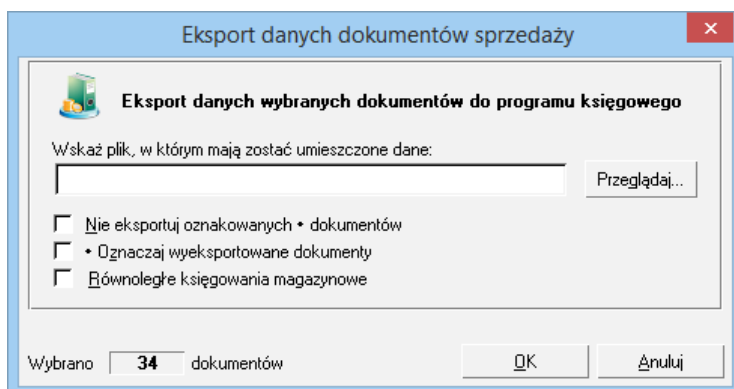 Eksport danych dokumentów sprzedaży
Eksport danych wybranych dokumentów do programu księgowego
Wskaż plik, w którym mają zostać umieszczone dane:
Przeglądaj...
Nie eksportuj oznakowanych • dokumentów
• Oznaczaj wyeksportowane dokumenty
Równoległe księgowania magazynowe
Wybrano 34 dokumentów
OK
Anuluj